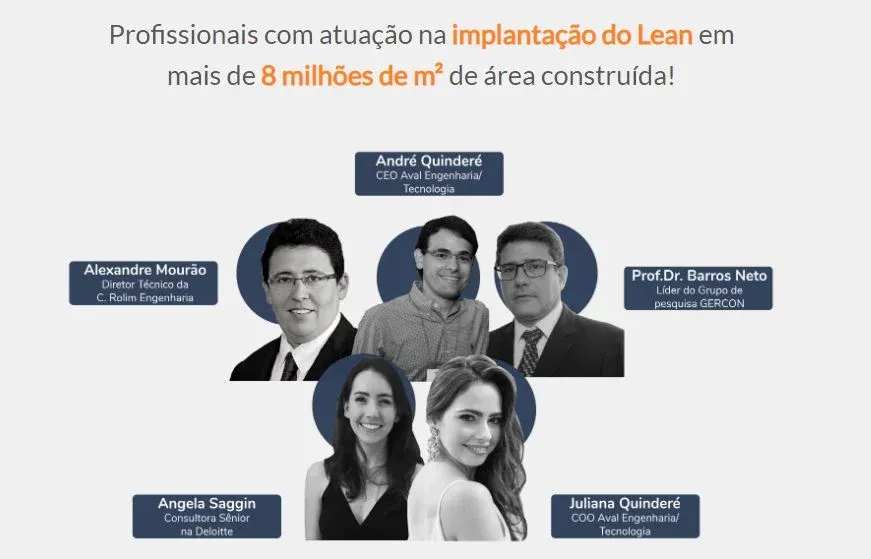 Profissionais com atuação na implantação do Lean em
mais de 8 milhões de m² de área construída!
André Quinderé
CEO Aval Engenharia/
Tecnologia
Alexandre Mourão
Diretor Técnico da
C. Rolim Engenharia
Prof.Dr. Barros Neto
Líder do Grupo de
pesquisa GERCON
Angela Saggin
Consultora Sênior
na Deloitte
Juliana Quinderé
COO Aval Engenharia/
Tecnologia